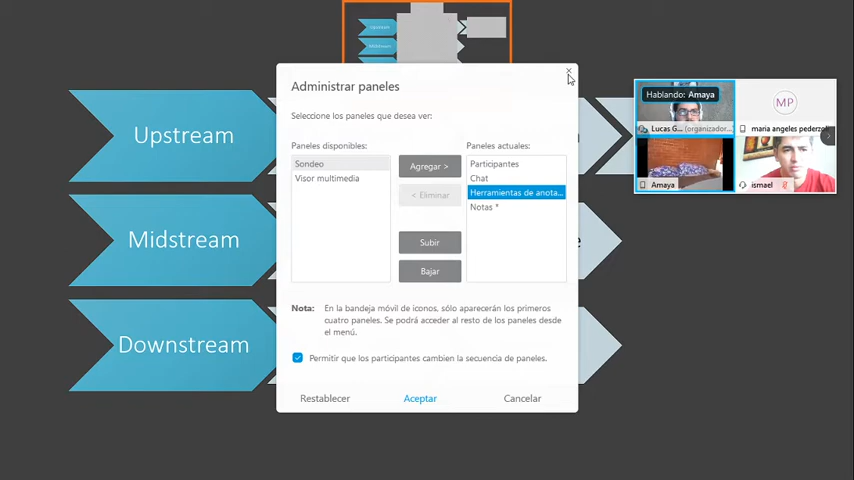 Upstream
Midstream
Administrar paneles
Seleccione los paneles que desea ver:
Paneles disponibles:
Paneles actuales:
Sondeo
Visor multimedia
Agregar >
< Eliminar
Subir
Bajar
Participantes
Chat
Herramientas de anota...
Notas *
Nota: En la bandeja móvil de iconos, sólo aparecerán los primeros
cuatro paneles. Se podrá acceder al resto de los paneles desde
el menú.
Permitir que los participantes cambien la secuencia de paneles.
Restablecer
Aceptar
Cancelar
Upstream
Midstream
Downstream
e
Hablando: Amaya
Lucas G... (organizador...
MP
maria angeles pederzol
Amaya
ismael